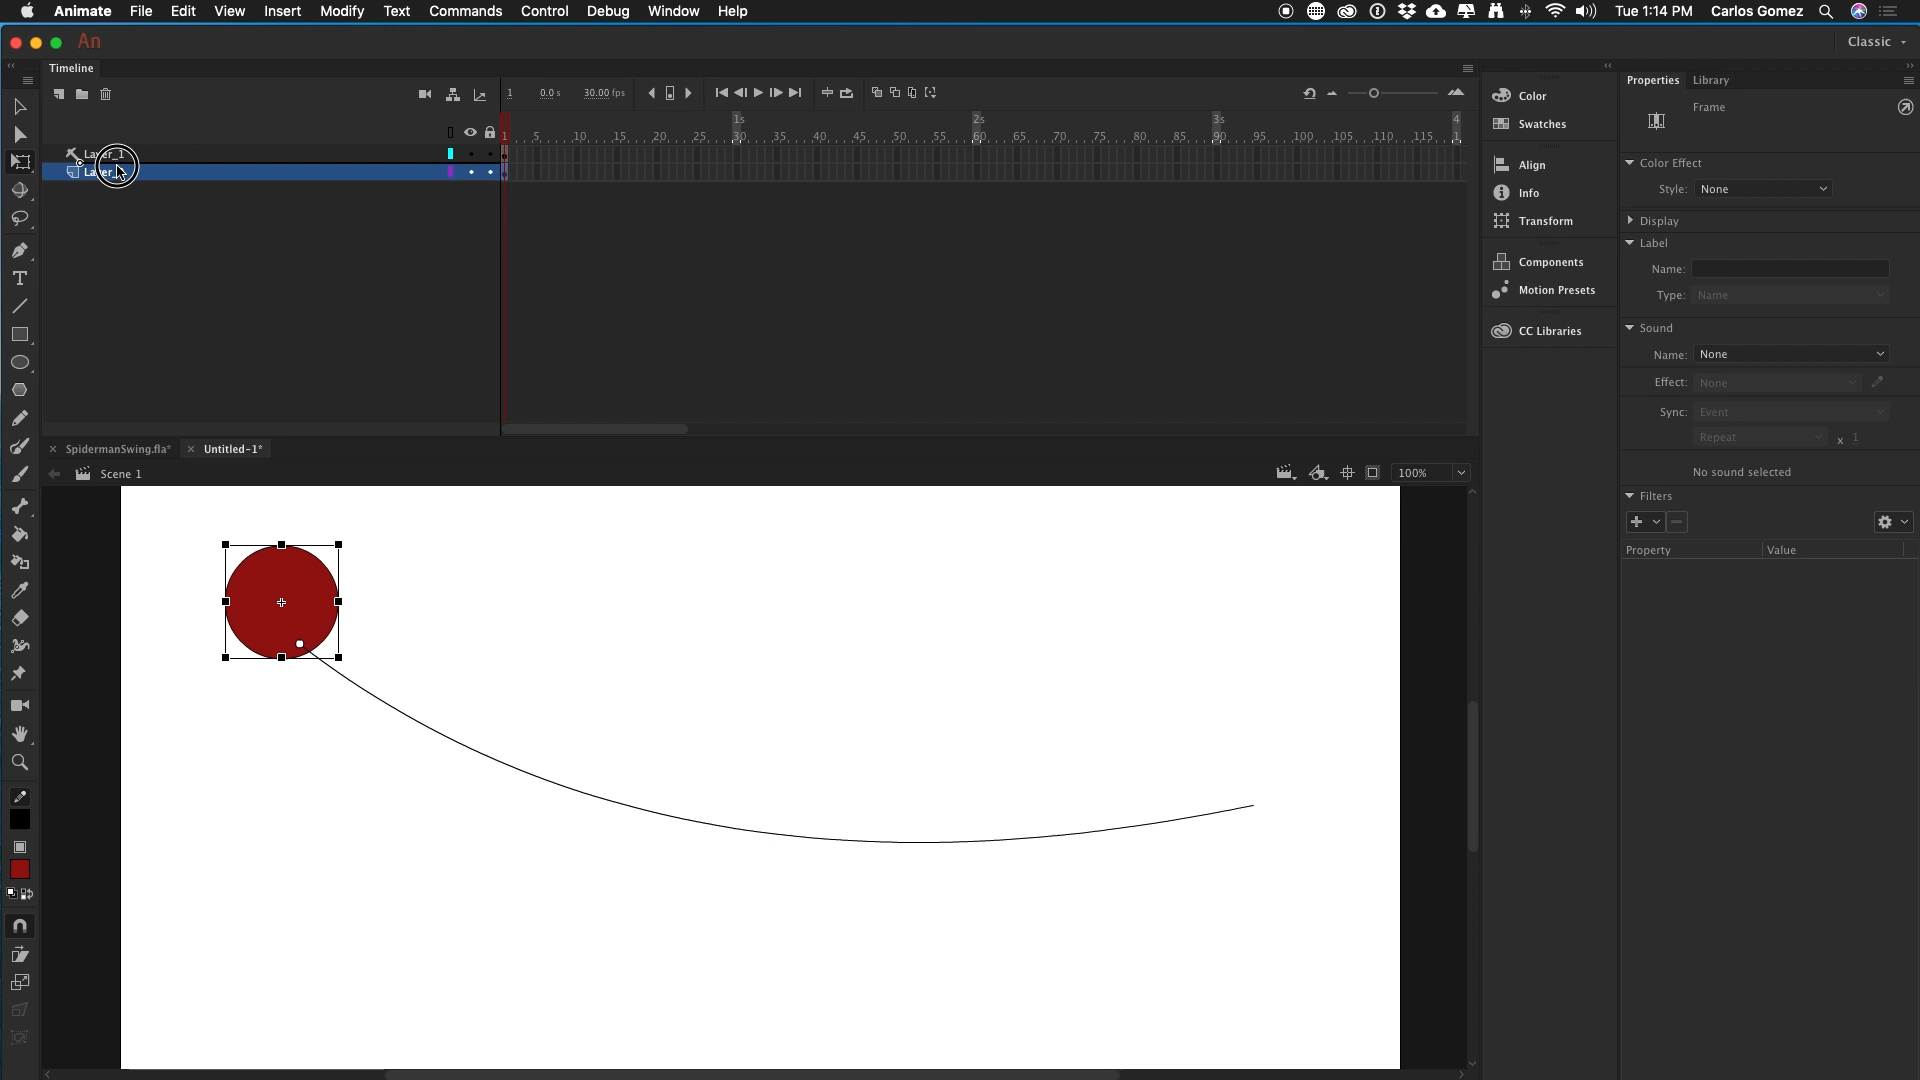 Animate File Edit View Insert Modify Text Commands Control Debug Window Help Tue 1:14 PM Carlos Gomez
An Classic
Timeline
1 0.0s 30.00 fps
1s 2s 3s 4
1 5 10 15 20 25 30 35 40 45 50 55 60 65 70 75 80 85 90 95 100 105 110 115 1
Layer_1
SpidermanSwing.fla* Untitled-1*
Scene 1 100%
Color
Swatches
Align
Info
Transform
Components
Motion Presets
CC Libraries
Properties Library
Frame
Color Effect
Style: None
Display
Label
Name:
Type: Name
Sound
Name: None
Effect: None
Sync: Event
Repeat x 1
No sound selected
Filters
Property Value